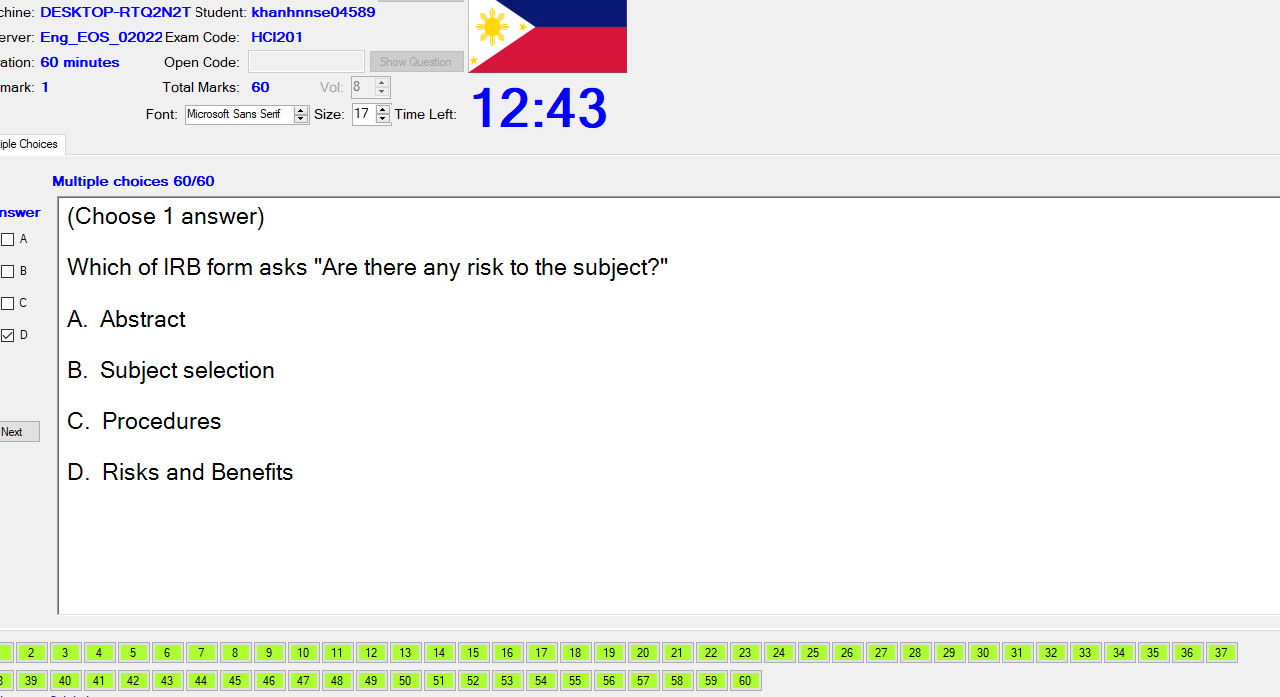 chine: DESKTOP-RTQ2N2T Student: khanhnnse04589
erver: Eng_EOS_02022 Exam Code: HCI201
ation: 60 minutes Open Code: Show Question
mark: 1 Total Marks: 60 Vol: 8
Font: Microsoft Sans Serif Size: 17 Time Left: 12:43
iple Choices
Multiple choices 60/60
nswer
A
B
C
D
Next
(Choose 1 answer)
Which of IRB form asks "Are there any risk to the subject?"
A. Abstract
B. Subject selection
C. Procedures
D. Risks and Benefits
2 3 4 5 6 7 8 9 10 11 12 13 14 15 16 17 18 19 20 21 22 23 24 25 26 27 28 29 30 31 32 33 34 35 36 37
39 40 41 42 43 44 45 46 47 48 49 50 51 52 53 54 55 56 57 58 59 60